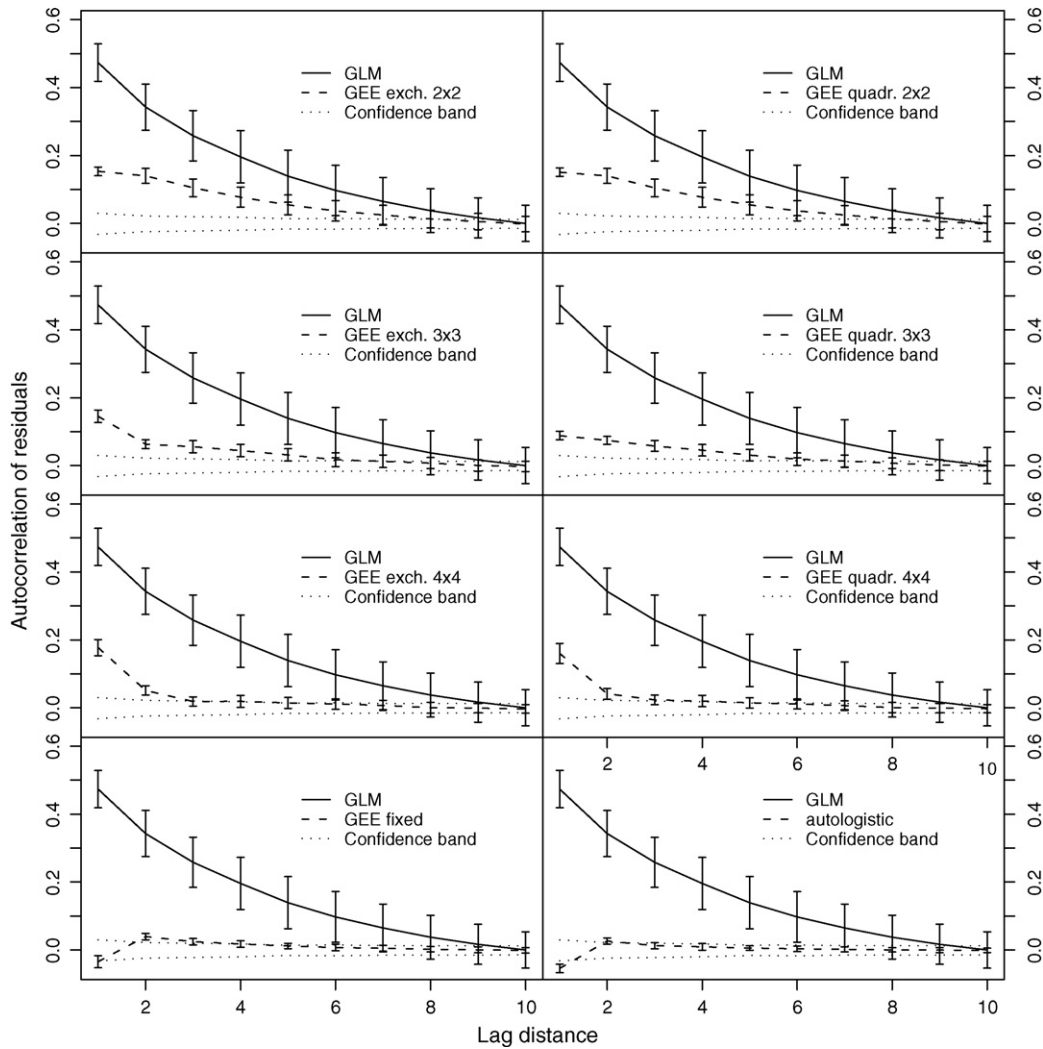 0.6
0.4
0.2
0.0
GLM
GEE exch. 2x2
Confidence band
GLM
GEE quadr. 2x2
Confidence band
0.6
0.4
0.2
0.0
0.6
0.4
0.2
0.0
GLM
GEE exch. 3x3
Confidence band
GLM
GEE quadr. 3x3
Confidence band
0.6
0.4
0.2
0.0
Autocorrelation of residuals
0.6
0.4
0.2
0.0
GLM
GEE exch. 4x4
Confidence band
GLM
GEE quadr. 4x4
Confidence band
0.6
0.4
0.2
0.0
2 4 6 8 10
0.6
0.4
0.2
0.0
GLM
GEE fixed
Confidence band
GLM
autologistic
Confidence band
0.6
0.4
0.2
0.0
2 4 6 8 10
2 4 6 8 10
Lag distance